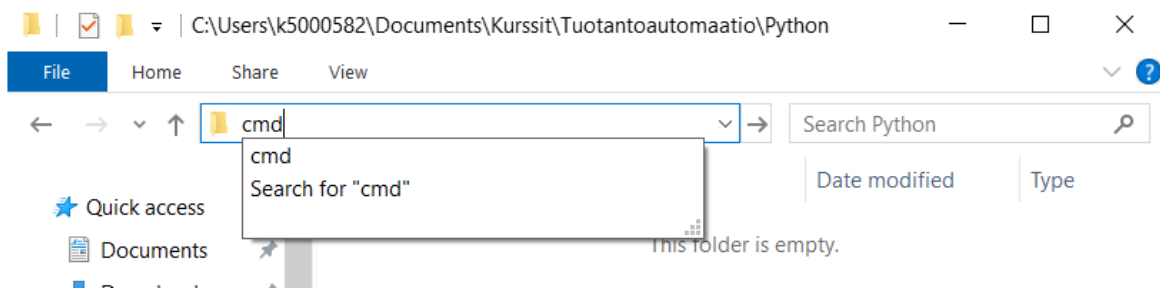 C:\Users\k5000582\Documents\Kurssit\Tuotantoautomaatio\Python
File Home Share View
cmd Search Python
cmd
Search for "cmd"
Date modified Type
Quick access
This folder is empty.
Documents